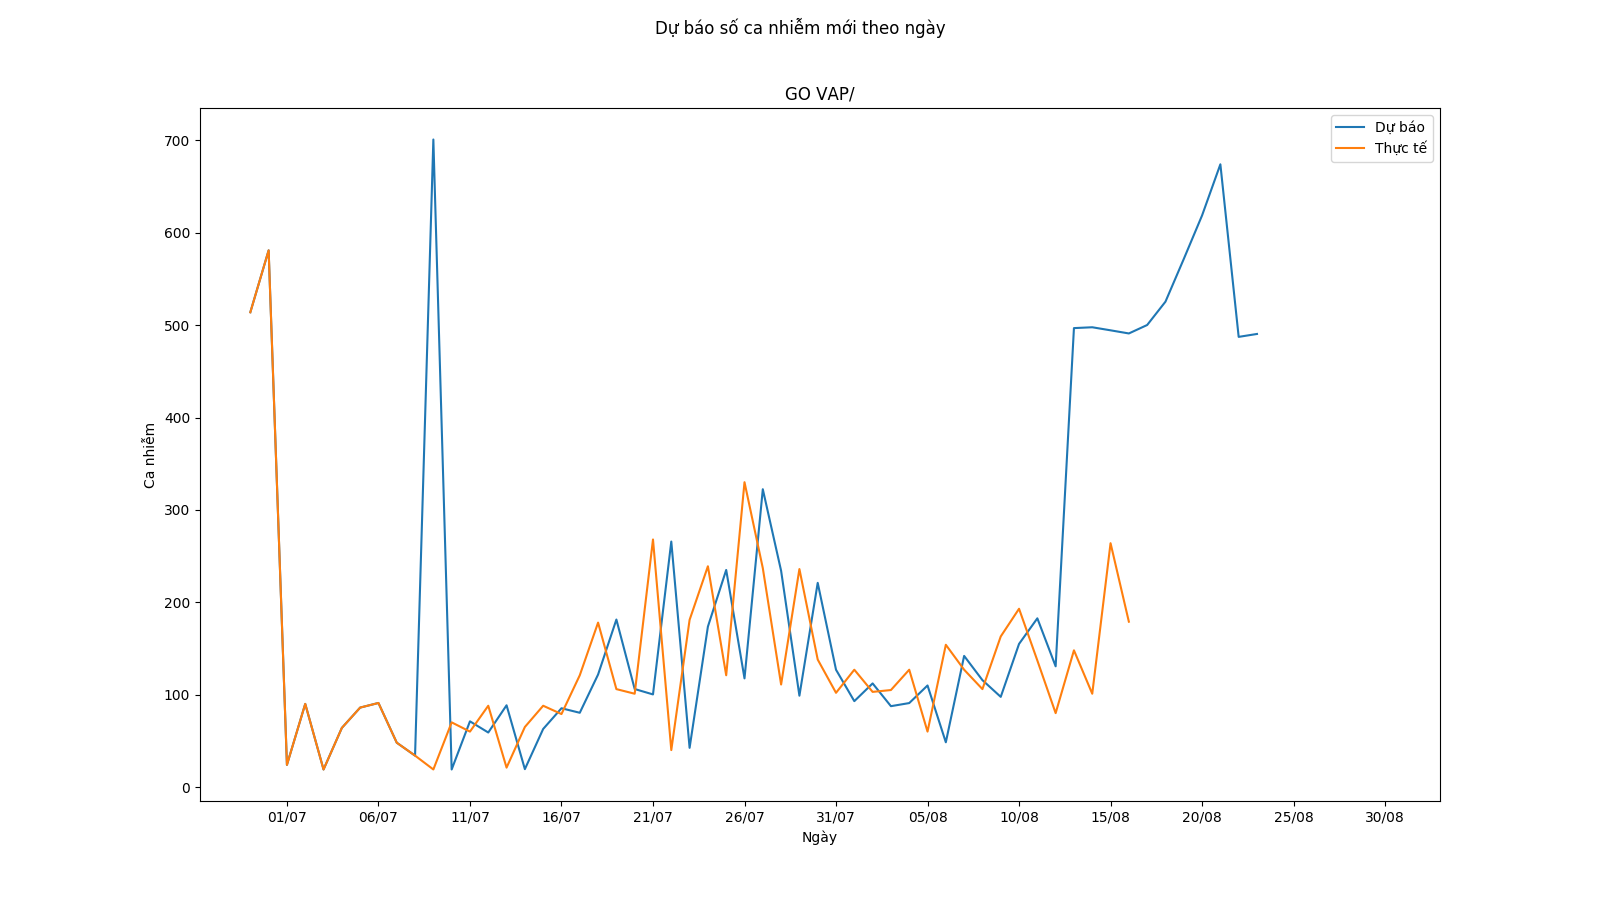 Dự báo số ca nhiễm mới theo ngày
GO VAP/
Dự báo
Thực tế
700
600
500
400
300
200
100
0
Ca nhiễm
01/07 06/07 11/07 16/07 21/07 26/07 31/07 05/08 10/08 15/08 20/08 25/08 30/08
Ngày